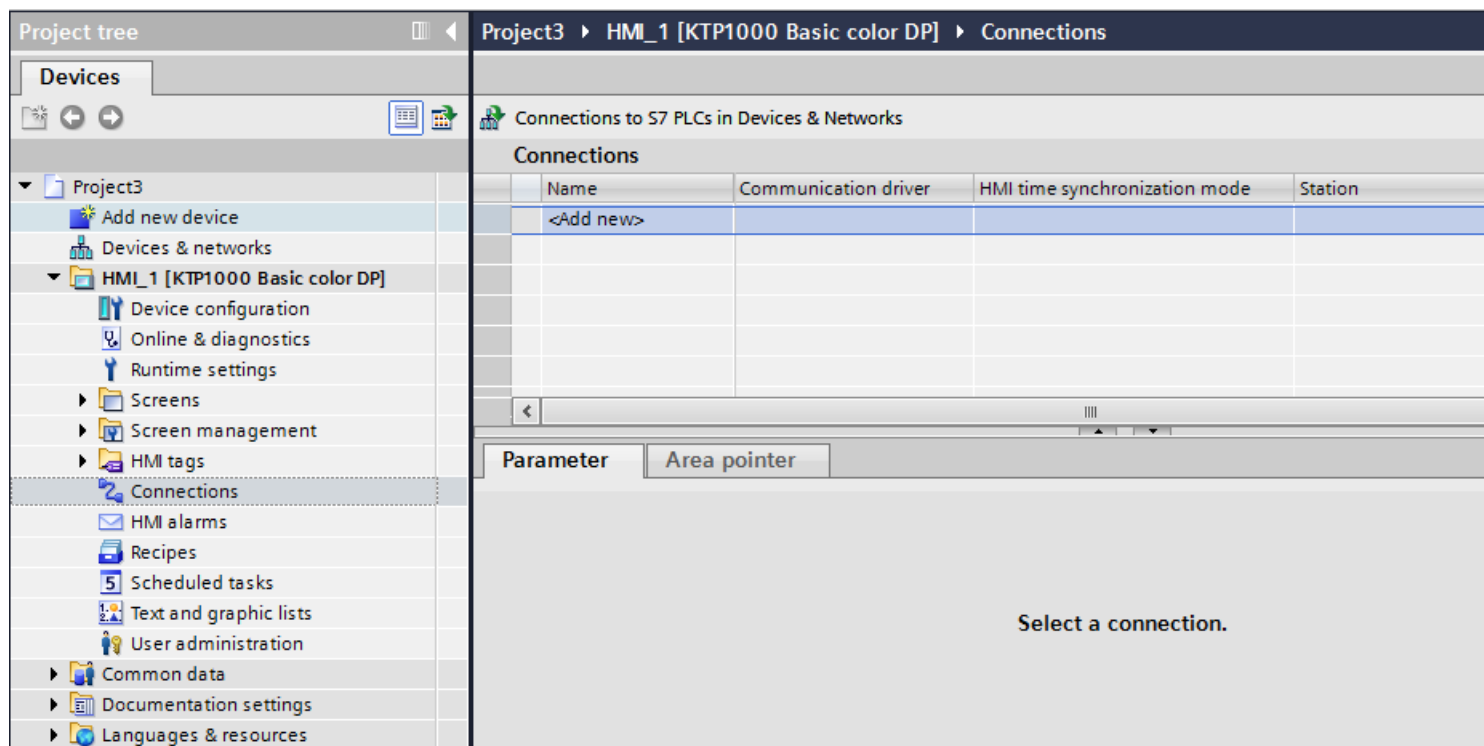 Project tree
Devices
Project3
Add new device
Devices & networks
HMI_1 [KTP1000 Basic color DP]
Device configuration
Online & diagnostics
Runtime settings
Screens
Screen management
HMI tags
Connections
HMI alarms
Recipes
5 Scheduled tasks
Text and graphic lists
User administration
Common data
Documentation settings
Languages & resources
Project3 HMI_1 [KTP1000 Basic color DP] Connections
Connections to S7 PLCs in Devices & Networks
Connections
Name Communication driver HMI time synchronization mode Station
<Add new>
Parameter Area pointer
Select a connection.